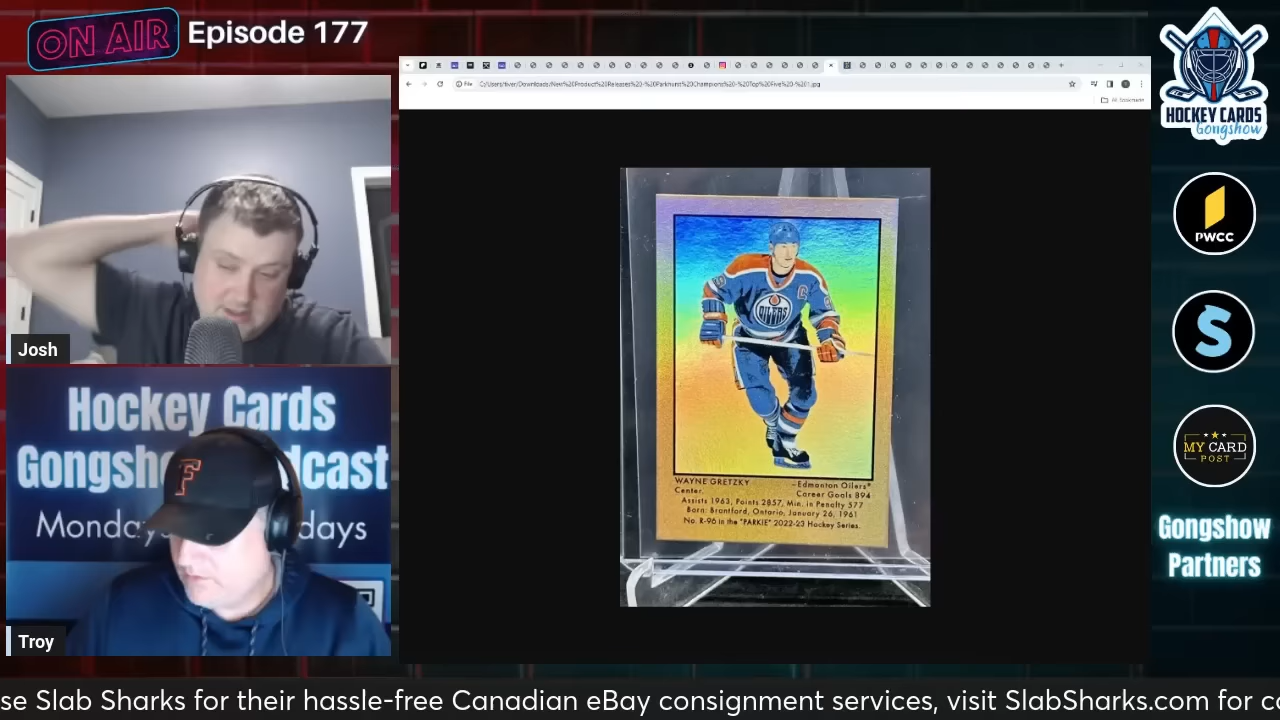 ON AIR
Episode 177
HOCKEY CARDS
Gongshow
PWCC
S
MY CARD
POST
Gongshow
Partners
Josh
Hockey Cards
Gongsho dcast
Monday days
F
Troy
OILERS
C
WAYNE GRETZKY -Edmonton Oilers-
Center. Career Goals 894
Assists 1963, Points 2857, Min. in Penalty 577
Born: Brantford, Ontario, January 26, 1961
No. R-96 in the "PARKIE" 2022-23 Hockey Series.
File
se Slab Sharks for their hassle-free Canadian eBay consignment services, visit SlabSharks.com for c